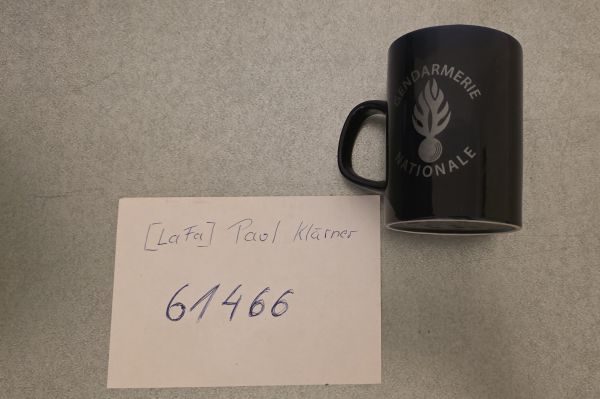 GENDARMERIE
NATIONALE
[LaFa] Paul Klärner
61466